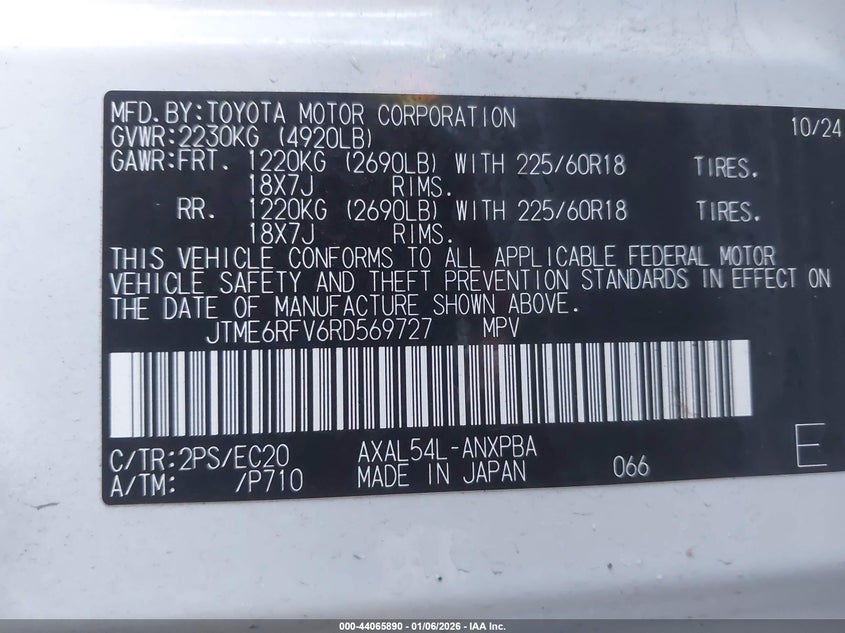 MFD.BY:TOYOTA MOTOR CORPORATION 10/24
GVWR:2230KG (4920LB)
GAWR:FRT. 1220KG (2690LB) WITH 225/60R18 TIRES.
18X7J RIMS.
RR. 1220KG (2690LB) WITH 225/60R18 TIRES.
18X7J RIMS.
THIS VEHICLE CONFORMS TO ALL APPLICABLE FEDERAL MOTOR
VEHICLE SAFETY AND THEFT PREVENTION STANDARDS IN EFFECT ON
THE DATE OF MANUFACTURE SHOWN ABOVE.
JTME6RFV6RD569727 MPV
C/TR:2PS/EC20 AXAL54L-ANXPBA E
A/TM: /P710 MADE IN JAPAN 066
000-44065890 - 01/06/2026 - IAA Inc.